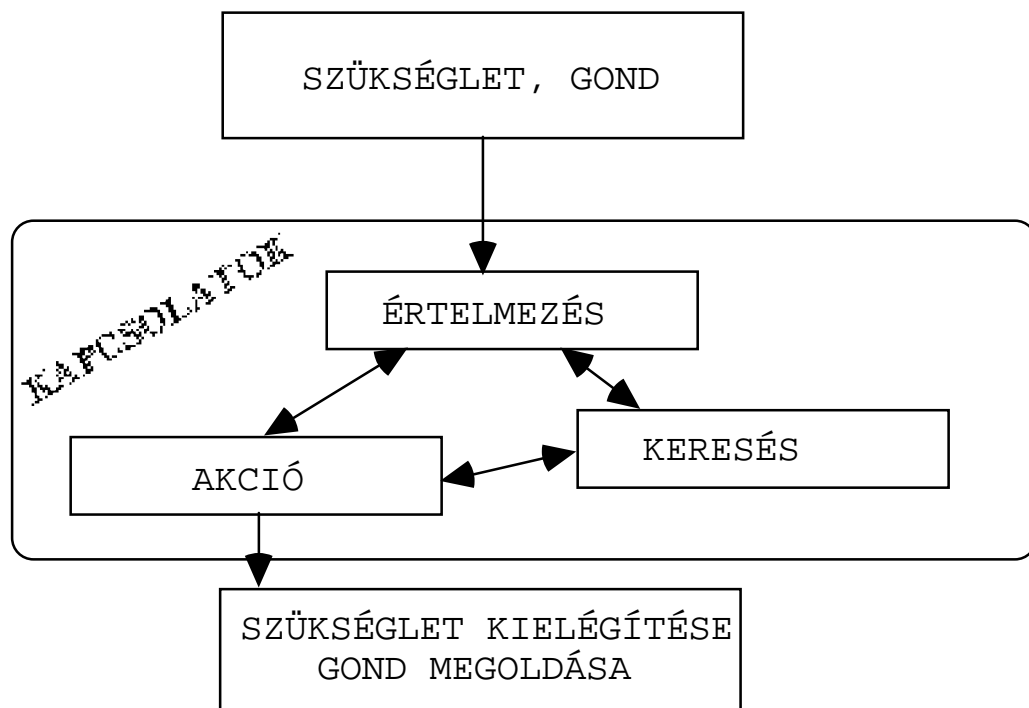 SZÜKSÉGLET, GOND
KAPCSOLATOK
ÉRTELMEZÉS
KERESÉS
AKCIÓ
SZÜKSÉGLET KIELÉGÍTÉSE
GOND MEGOLDÁSA